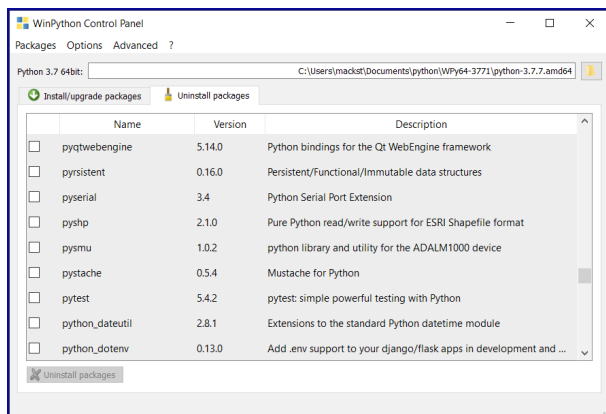 WinPython Control Panel
Packages Options Advanced ?
Python 3.7 64bit: C:\Users\mackst\Documents\python\WPy64-3771\python-3.7.7.amd64
Install/upgrade packages Uninstall packages
Name Version Description
pyqtwebengine 5.14.0 Python bindings for the Qt WebEngine framework
pyrsistent 0.16.0 Persistent/Functional/Immutable data structures
pyserial 3.4 Python Serial Port Extension
pyshp 2.1.0 Pure Python read/write support for ESRI Shapefile format
pysmu 1.0.2 python library and utility for the ADALM1000 device
pystache 0.5.4 Mustache for Python
pytest 5.4.2 pytest: simple powerful testing with Python
python_dateutil 2.8.1 Extensions to the standard Python datetime module
python_dotenv 0.13.0 Add .env support to your django/flask apps in development and ...
Uninstall packages